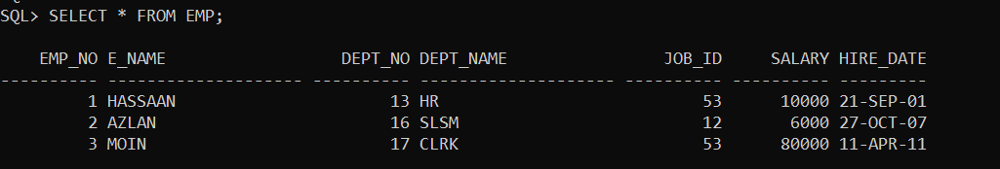 SQL> SELECT * FROM EMP;
EMP_NO E_NAME DEPT_NO DEPT_NAME JOB_ID SALARY HIRE_DATE
---------- -------------------- ---------- -------------------- ---------- ---------- ---------
1 HASSAAN 13 HR 53 10000 21-SEP-01
2 AZLAN 16 SLSM 12 6000 27-OCT-07
3 MOIN 17 CLRK 53 80000 11-APR-11